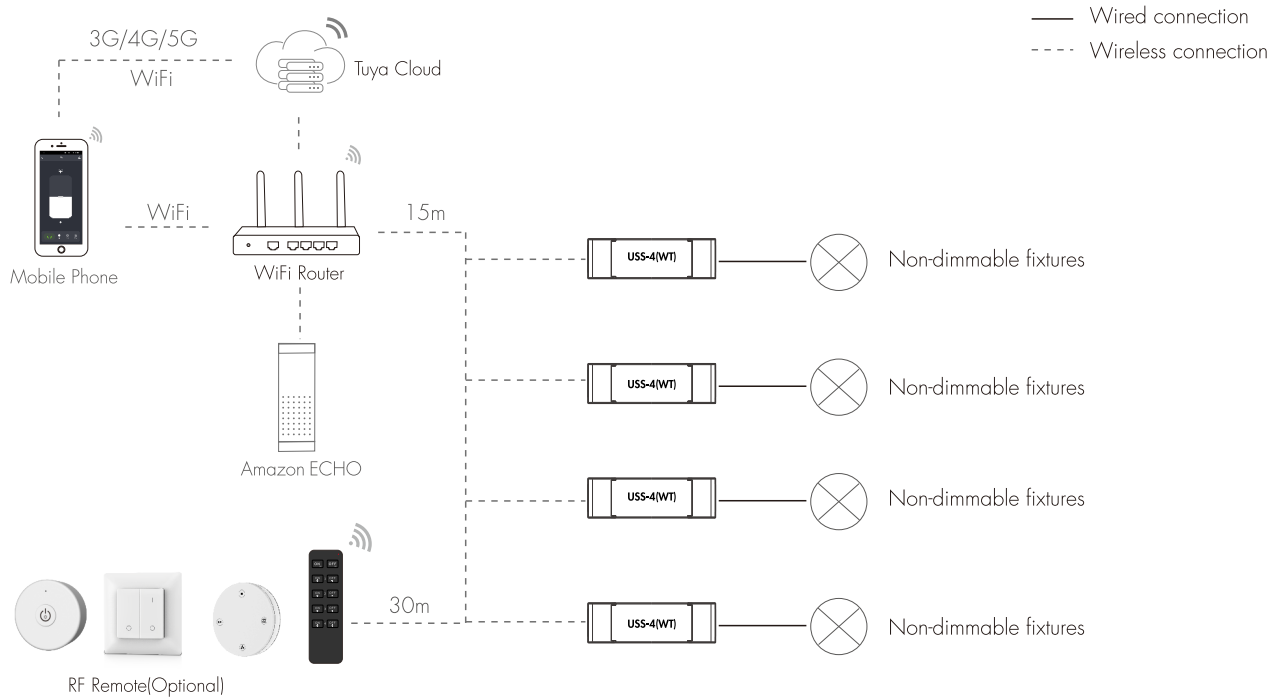 Wired connection
Wireless connection
3G/4G/5G
WiFi
Tuya Cloud
WiFi
15m
Mobile Phone
WiFi Router
USS-4(WT)
Non-dimmable fixtures
USS-4(WT)
Non-dimmable fixtures
Amazon ECHO
USS-4(WT)
Non-dimmable fixtures
30m
USS-4(WT)
Non-dimmable fixtures
RF Remote(Optional)